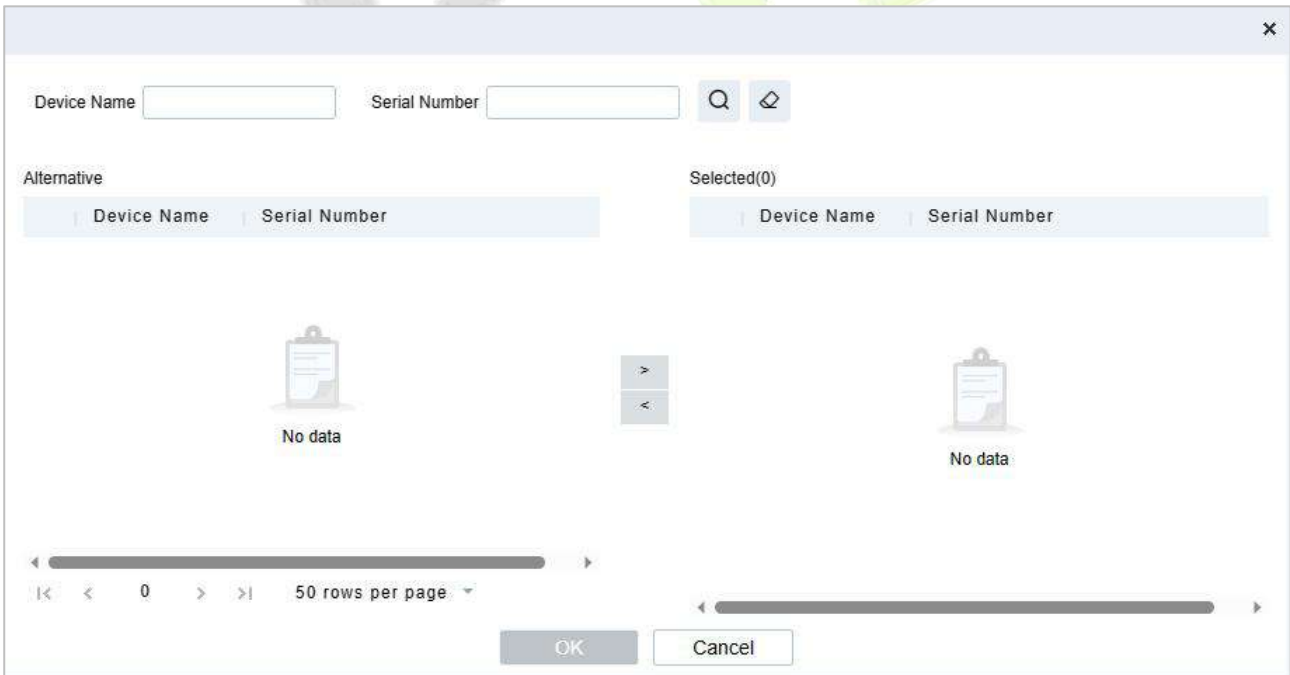 ×
Device Name Serial Number
Alternative Selected(0)
Device Name Serial Number Device Name Serial Number
>
<
No data
No data
|< < 0 > >| 50 rows per page
OK Cancel